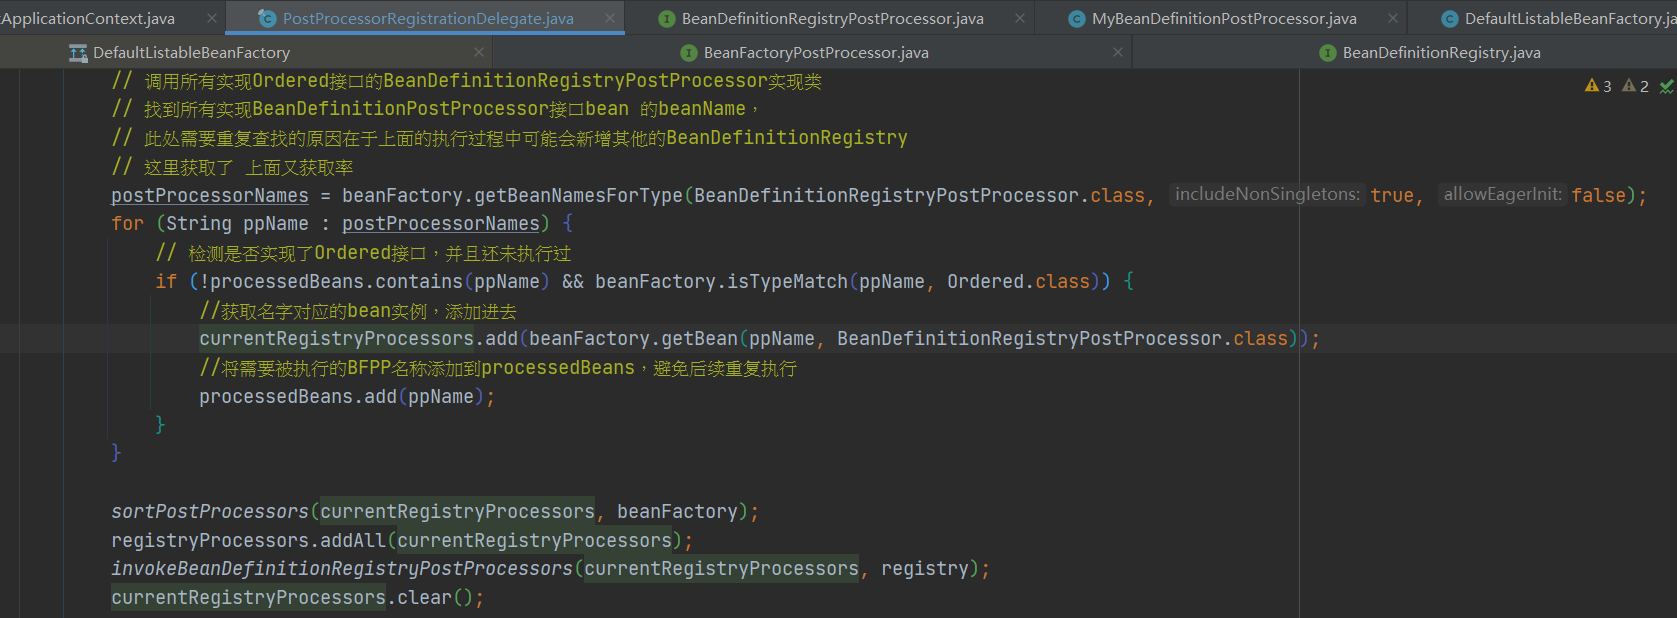 tApplicationContext.java PostProcessorRegistrationDelegate.java BeanDefinitionRegistryPostProcessor.java MyBeanDefinitionPostProcessor.java DefaultListableBeanFactory.ja
DefaultListableBeanFactory BeanFactoryPostProcessor.java BeanDefinitionRegistry.java
// 调用所有实现Ordered接口的BeanDefinitionRegistryPostProcessor实现类
3 2
// 找到所有实现BeanDefinitionPostProcessor接口bean 的beanName，
// 此处需要重复查找的原因在于上面的执行过程中可能会新增其他的BeanDefinitionRegistry
// 这里获取了 上面又获取率
postProcessorNames = beanFactory.getBeanNamesForType(BeanDefinitionRegistryPostProcessor.class, includeNonSingletons: true, allowEagerInit: false);
for (String ppName : postProcessorNames) {
// 检测是否实现了Ordered接口，并且还未执行过
if (!processedBeans.contains(ppName) && beanFactory.isTypeMatch(ppName, Ordered.class)) {
//获取名字对应的bean实例，添加进去
currentRegistryProcessors.add(beanFactory.getBean(ppName, BeanDefinitionRegistryPostProcessor.class));
//将需要被执行的BFPP名称添加到processedBeans，避免后续重复执行
processedBeans.add(ppName);
}
}
sortPostProcessors(currentRegistryProcessors, beanFactory);
registryProcessors.addAll(currentRegistryProcessors);
invokeBeanDefinitionRegistryPostProcessors(currentRegistryProcessors, registry);
currentRegistryProcessors.clear();